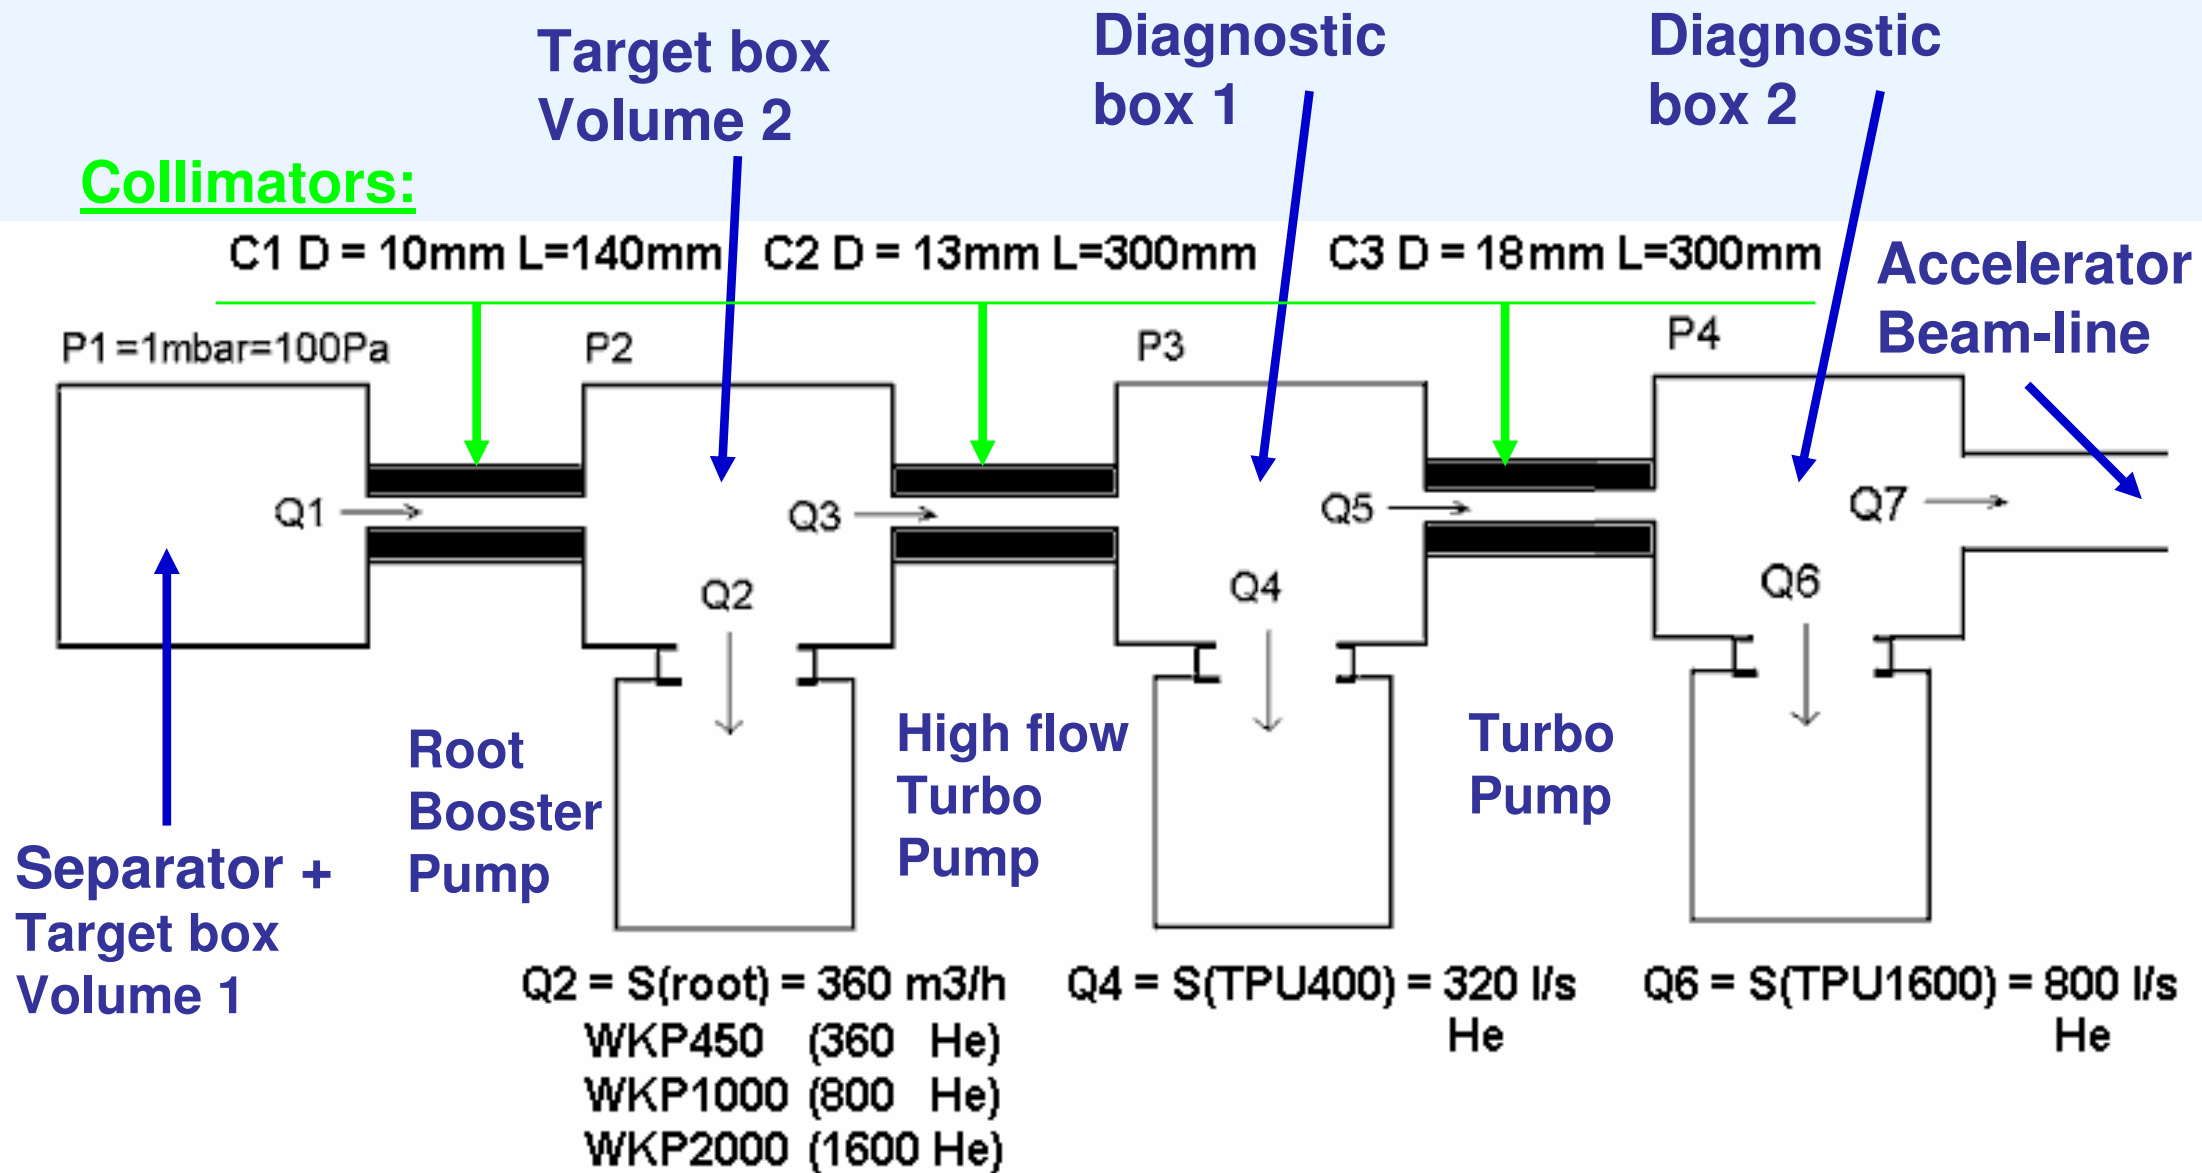 Target box
Volume 2
Diagnostic
box 1
Diagnostic
box 2
Collimators:
C1 D = 10mm L=140mm
C2 D = 13mm L=300mm
C3 D = 18mm L=300mm
Accelerator
Beam-line
P1=1mbar=100Pa
P2
P3
P4
Q1
Q3
Q5
Q7
Q2
Q4
Q6
Root
Booster
Pump
High flow
Turbo
Pump
Turbo
Pump
Separator +
Target box
Volume 1
Q2 = S(root) = 360 m3/h
WKP450 (360 He)
WKP1000 (800 He)
WKP2000 (1600 He)
Q4 = S(TPU400) = 320 l/s
He
Q6 = S(TPU1600) = 800 l/s
He